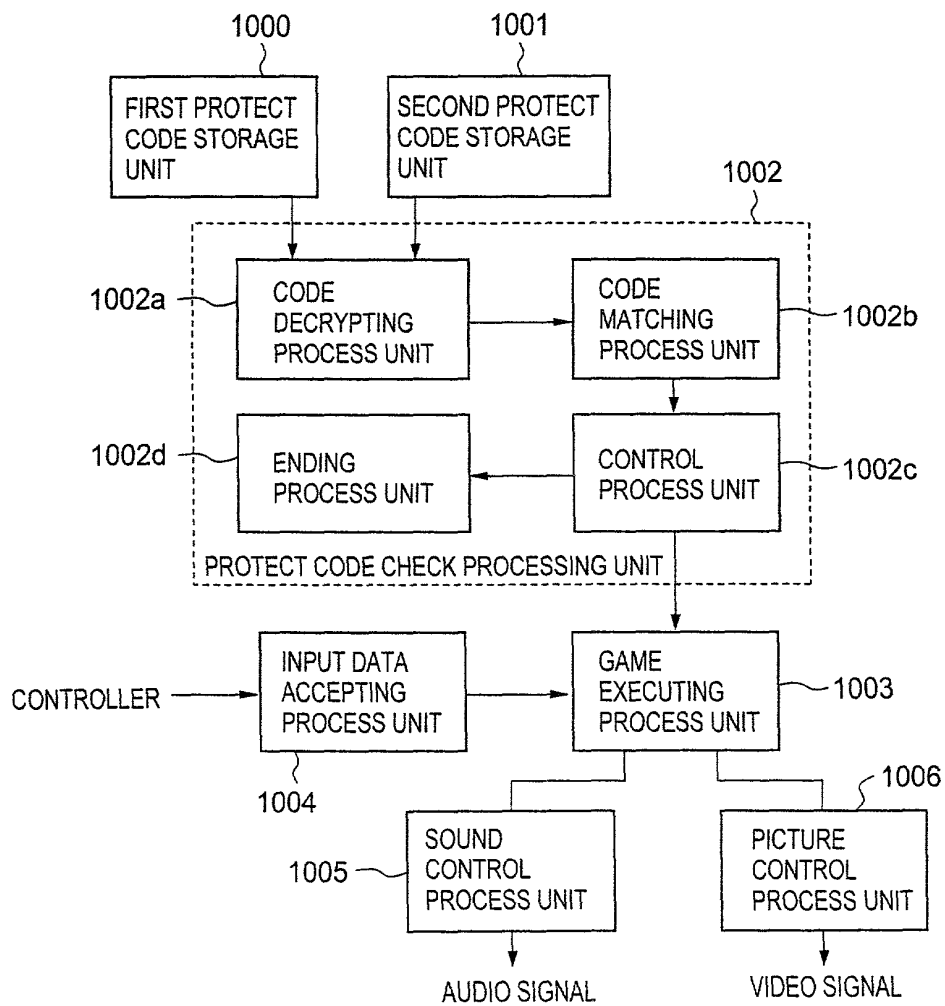 1000
1001
FIRST PROTECT
CODE STORAGE
UNIT
SECOND PROTECT
CODE STORAGE
UNIT
1002
1002a
CODE
DECRYPTING
PROCESS UNIT
CODE
MATCHING
PROCESS UNIT
1002b
1002d
ENDING
PROCESS UNIT
CONTROL
PROCESS UNIT
1002c
PROTECT CODE CHECK PROCESSING UNIT
CONTROLLER
INPUT DATA
ACCEPTING
PROCESS UNIT
1004
GAME
EXECUTING
PROCESS UNIT
1003
1005
SOUND
CONTROL
PROCESS UNIT
1006
PICTURE
CONTROL
PROCESS UNIT
AUDIO SIGNAL
VIDEO SIGNAL